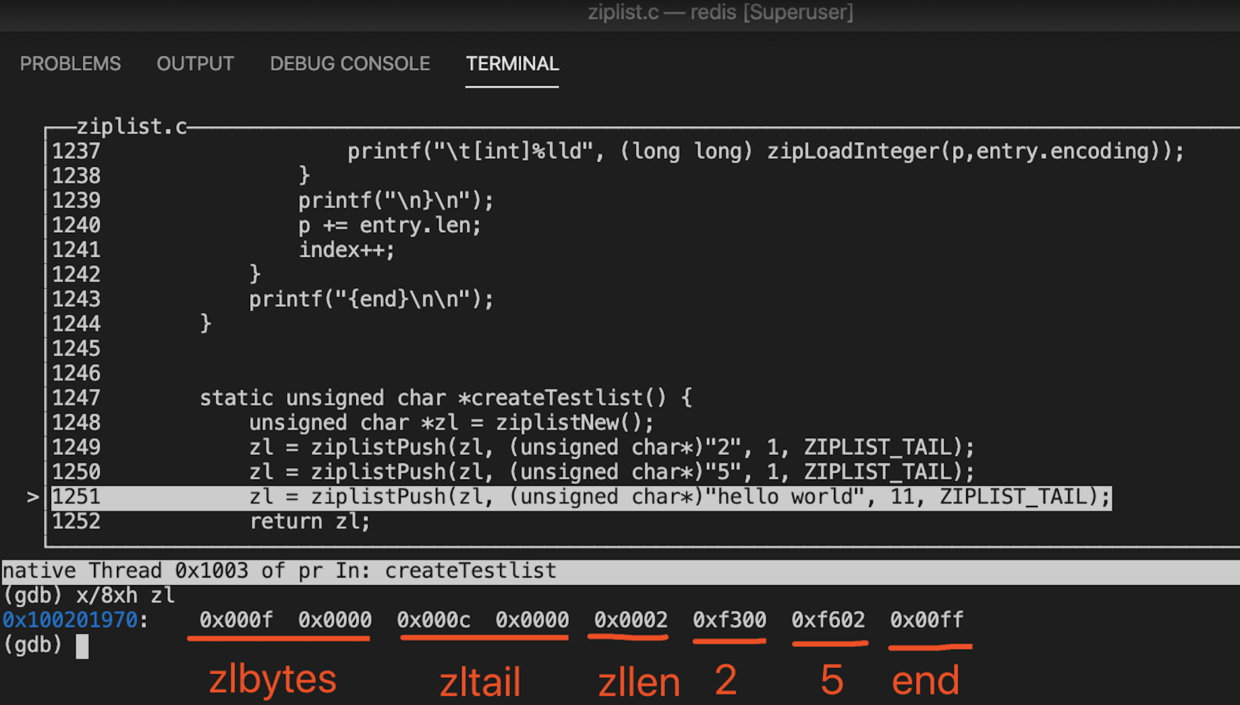 ziplist.c — redis [Superuser]
PROBLEMS OUTPUT DEBUG CONSOLE TERMINAL
ziplist.c
1237 printf("\t[int]%lld", (long long) zipLoadInteger(p,entry.encoding));
1238 }
1239 printf("\n}\n");
1240 p += entry.len;
1241 index++;
1242 }
1243 printf("{end}\n\n");
1244 }
1245
1246
1247 static unsigned char *createTestlist() {
1248 unsigned char *zl = ziplistNew();
1249 zl = ziplistPush(zl, (unsigned char*)"2", 1, ZIPLIST_TAIL);
1250 zl = ziplistPush(zl, (unsigned char*)"5", 1, ZIPLIST_TAIL);
> 1251 zl = ziplistPush(zl, (unsigned char*)"hello world", 11, ZIPLIST_TAIL);
1252 return zl;
native Thread 0x1003 of pr In: createTestlist
(gdb) x/8xh zl
0x100201970: 0x000f 0x0000 0x000c 0x0000 0x0002 0xf300 0xf602 0x00ff
(gdb)
zlbytes zltail zllen 2 5 end